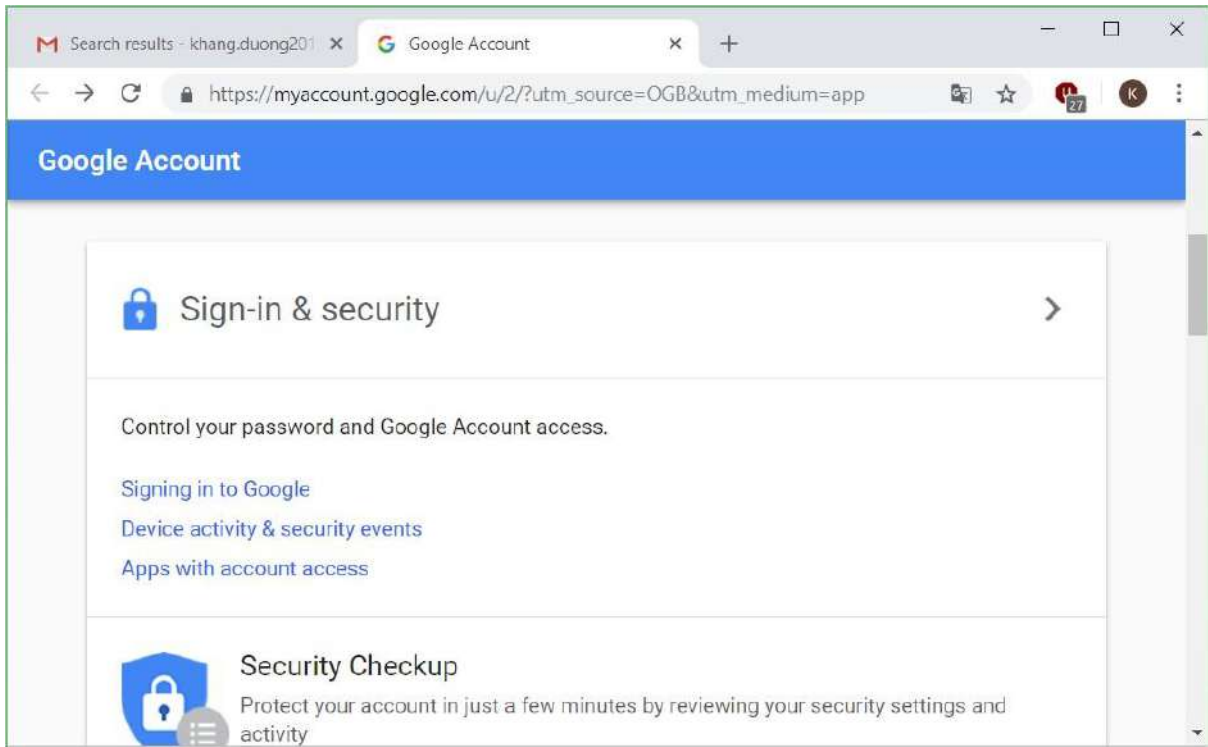 Search results - khang.duong201
Google Account
https://myaccount.google.com/u/2/?utm_source=OGB&utm_medium=app
27
K
Google Account
Sign-in & security
Control your password and Google Account access.
Signing in to Google
Device activity & security events
Apps with account access
Security Checkup
Protect your account in just a few minutes by reviewing your security settings and
activity